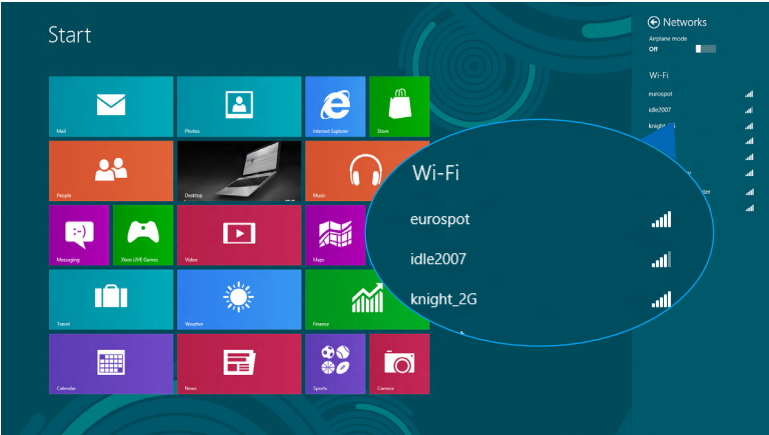 Start
Networks
Airplane mode
Off
Wi-Fi
eurospot
idle2007
Mail
Photos
Internet Explorer
Store
People
Desktop
Music
Messaging
Xbox LIVE Games
Video
Maps
Travel
Weather
Finance
Calendar
News
Sports
Camera
Wi-Fi
eurospot
idle2007
knight_2G